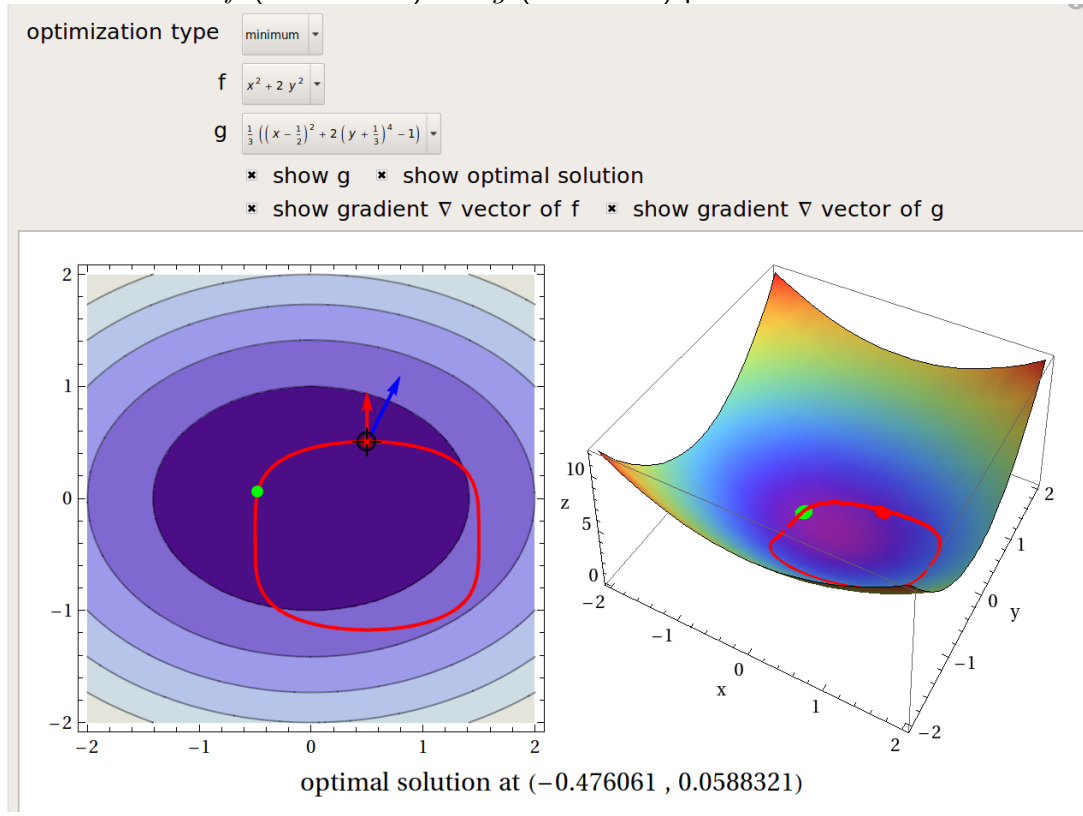 optimization type minimum
f x² + 2 y²
g 1/3 ((x − 1/2)² + 2 (y + 1/3)⁴ − 1)
show g show optimal solution
show gradient ∇ vector of f show gradient ∇ vector of g
2
1
0
−1
−2
−2 −1 0 1 2
10
z
5
0
−2
−1
0
x
1
2
2
1
0
y
−1
−2
optimal solution at (−0.476061 , 0.0588321)